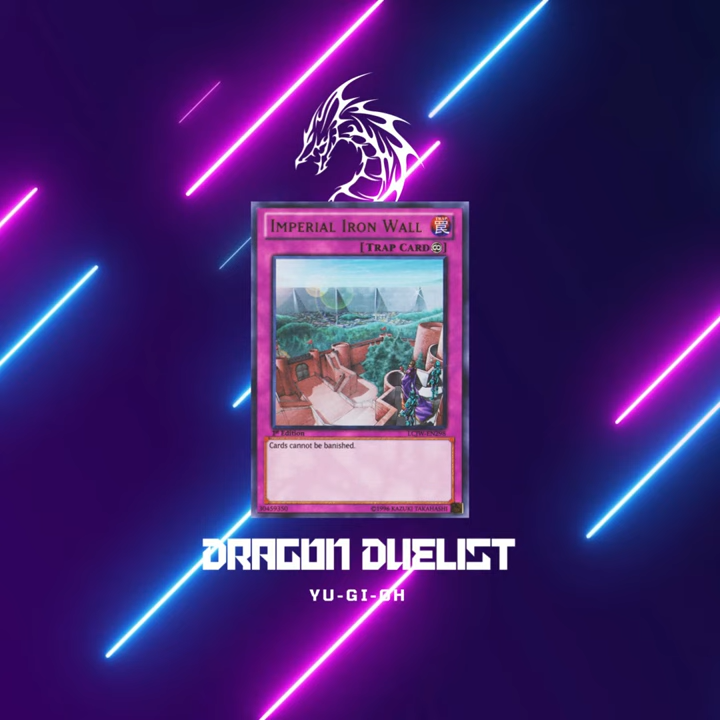 IMPERIAL IRON WALL
TRAP
罠
[TRAP CARD]
1st Edition
Cards cannot be banished.
©1996 KAZUKI TAKAHASHI
DRAGON DUELIST
YU-GI-OH